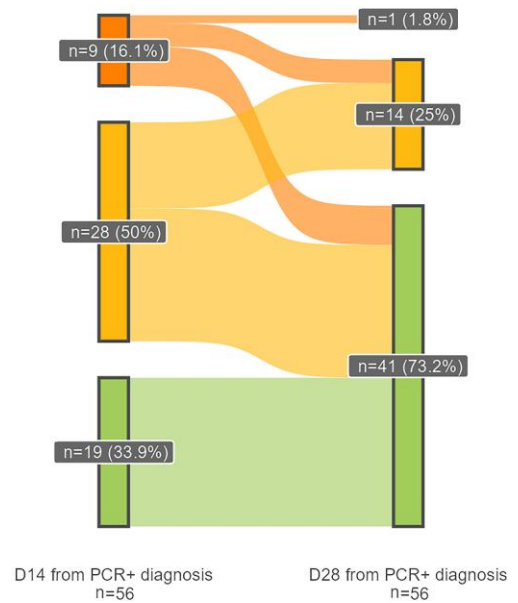 n=1 (1.8%)
n=9 (16.1%)
n=14 (25%)
n=28 (50%)
n=41 (73.2%)
n=19 (33.9%)
D14 from PCR+ diagnosis
n=56
D28 from PCR+ diagnosis
n=56